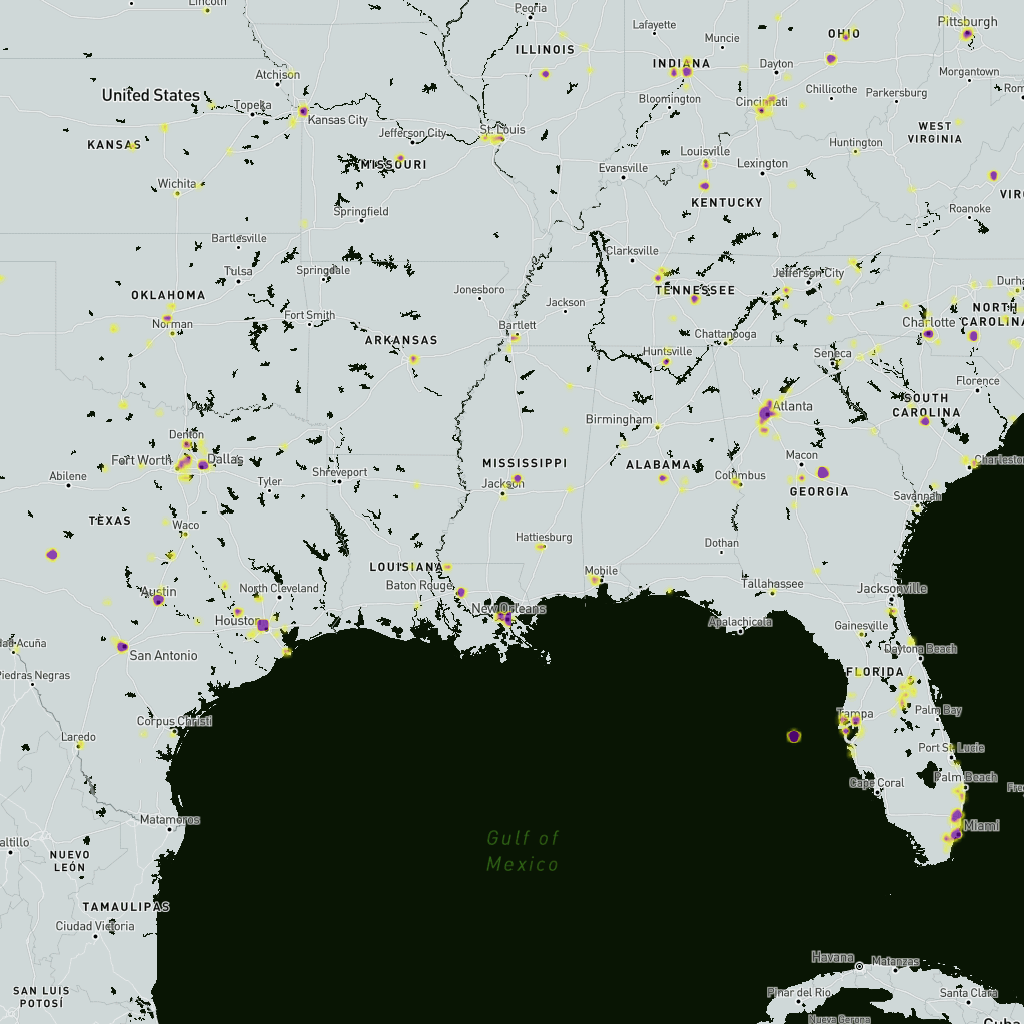 Lincoln
Peoria
Lafayette
Muncie
OHIO
Pittsburgh
ILLINOIS
INDIANA
Dayton
Morgantown
Atchison
United States
Topeka
Kansas City
Bloomington
Cincinnati
Chillicothe
Parkersburg
KANSAS
Jefferson City
St. Louis
WEST
VIRGINIA
MISSOURI
Evansville
Louisville
Lexington
Huntington
Wichita
KENTUCKY
Roanoke
Springfield
Bartlesville
Clarksville
Tulsa
Springdale
Jefferson City
OKLAHOMA
Jonesboro
Jackson
TENNESSEE
NORTH
CAROLINA
Norman
Fort Smith
Bartlett
Charlotte
ARKANSAS
Chattanooga
Huntsville
Seneca
Florence
SOUTH
CAROLINA
Atlanta
Birmingham
Denton
Fort Worth
Dallas
MISSISSIPPI
ALABAMA
Macon
Abilene
Tyler
Shreveport
Jackson
Columbus
GEORGIA
Charleston
Savannah
TEXAS
Waco
Hattiesburg
Dothan
LOUISIANA
Mobile
Austin
North Cleveland
Baton Rouge
Tallahassee
Jacksonville
New Orleans
Houston
Apalachicola
Gainesville
San Antonio
Daytona Beach
Piedras Negras
FLORIDA
Corpus Christi
Tampa
Palm Bay
Laredo
Port St. Lucie
Cape Coral
Palm Beach
Matamoros
Miami
Gulf of
Mexico
NUEVO
LEÓN
TAMAULIPAS
Ciudad Victoria
Havana
Matanzas
SAN LUIS
POTOSÍ
Pinar del Rio
Santa Clara
Nueva Gerona